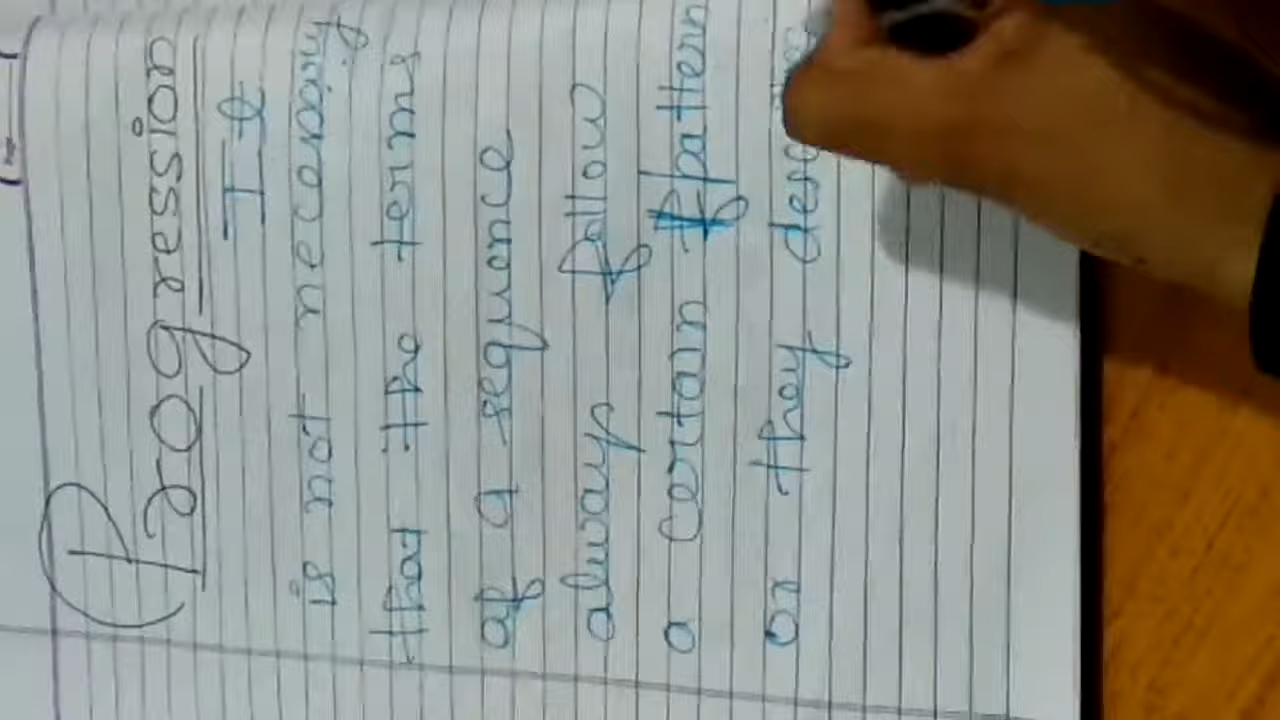 Progression
It
is not necessary
that the terms
of a sequence
always follow
a certain pattern
or they